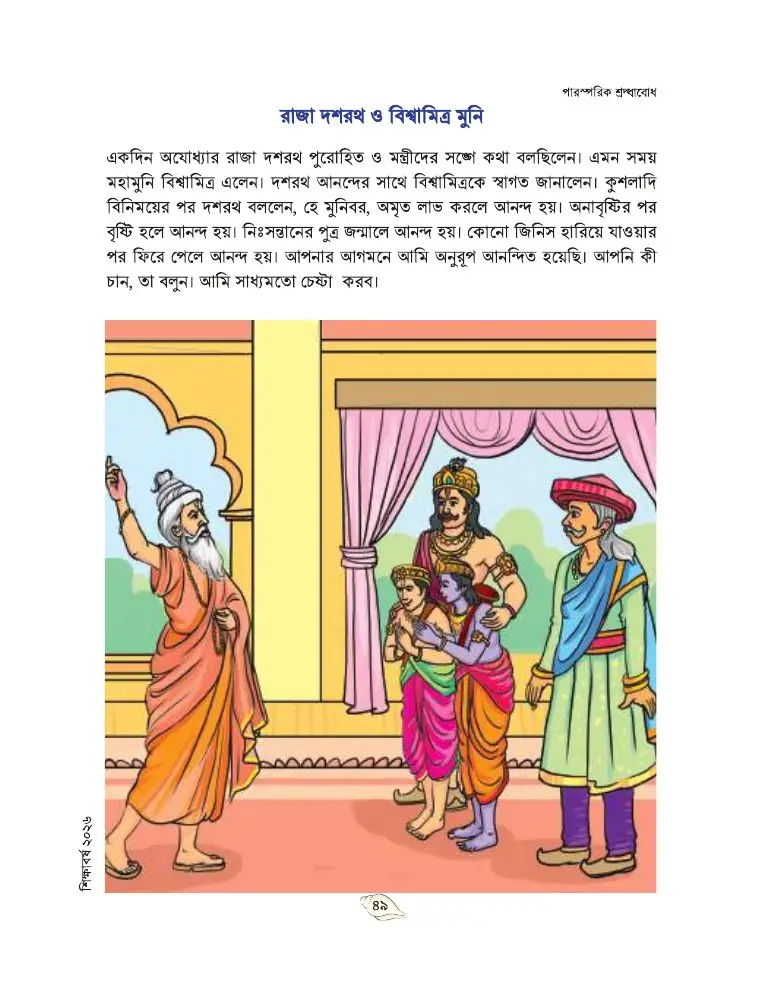 পারস্পরিক শ্রদ্ধাবোধ
রাজা দশরথ ও বিশ্বামিত্র মুনি
একদিন অযোধ্যার রাজা দশরথ পুরোহিত ও মন্ত্রীদের সঙ্গে কথা বলছিলেন। এমন সময়
মহামুনি বিশ্বামিত্র এলেন। দশরথ আনন্দের সাথে বিশ্বামিত্রকে স্বাগত জানালেন। কুশলাদি
বিনিময়ের পর দশরথ বললেন, হে মুনিবর, অমৃত লাভ করলে আনন্দ হয়। অনাবৃষ্টির পর
বৃষ্টি হলে আনন্দ হয়। নিঃসন্তানের পুত্র জন্মালে আনন্দ হয়। কোনো জিনিস হারিয়ে যাওয়ার
পর ফিরে পেলে আনন্দ হয়। আপনার আগমনে আমি অনুরূপ আনন্দিত হয়েছি। আপনি কী
চান, তা বলুন। আমি সাধ্যমতো চেষ্টা করব।
শিক্ষাবর্ষ ২০২৬
৪৯